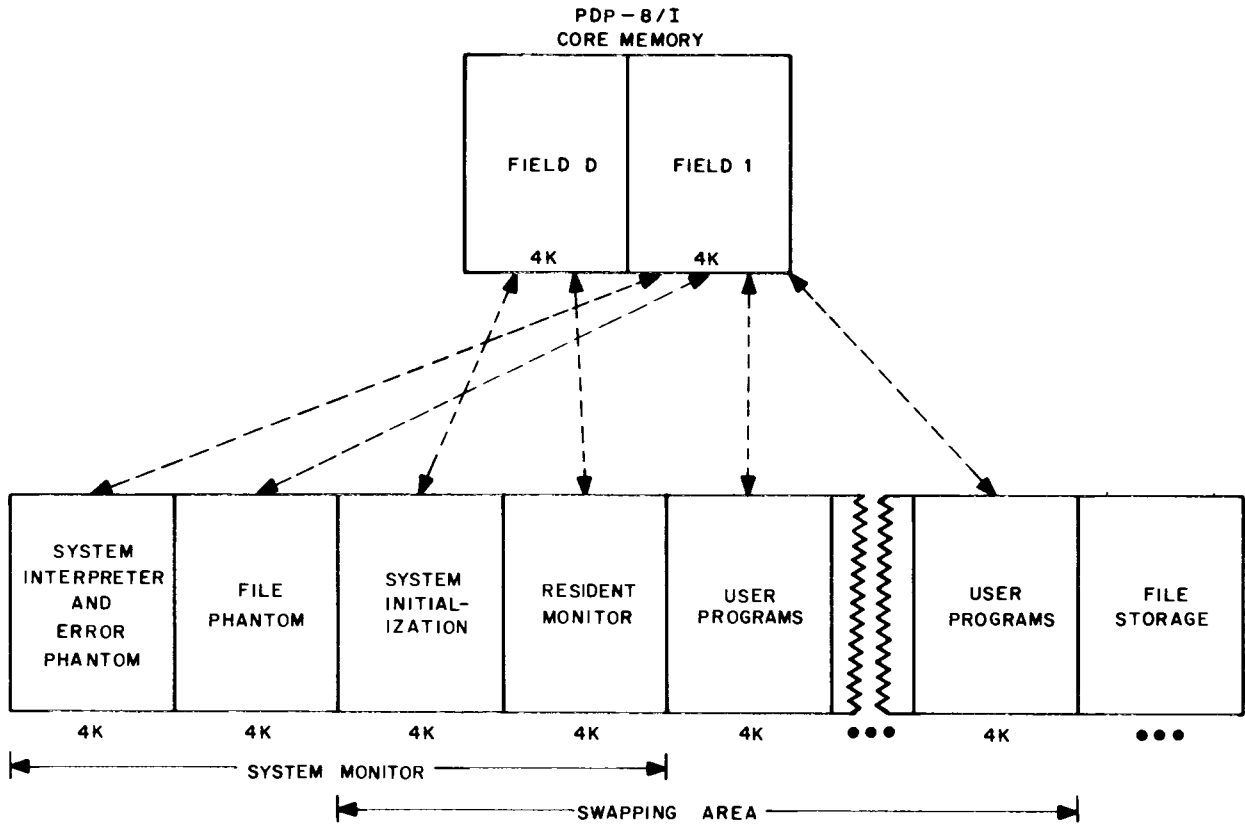 PDP-8/I
CORE MEMORY
FIELD D
FIELD 1
4K
4K
SYSTEM
INTERPRETER
AND
ERROR
PHANTOM
FILE
PHANTOM
SYSTEM
INITIAL-
IZATION
RESIDENT
MONITOR
USER
PROGRAMS
USER
PROGRAMS
FILE
STORAGE
4K
4K
4K
4K
4K
•••
4K
•••
SYSTEM MONITOR
SWAPPING AREA